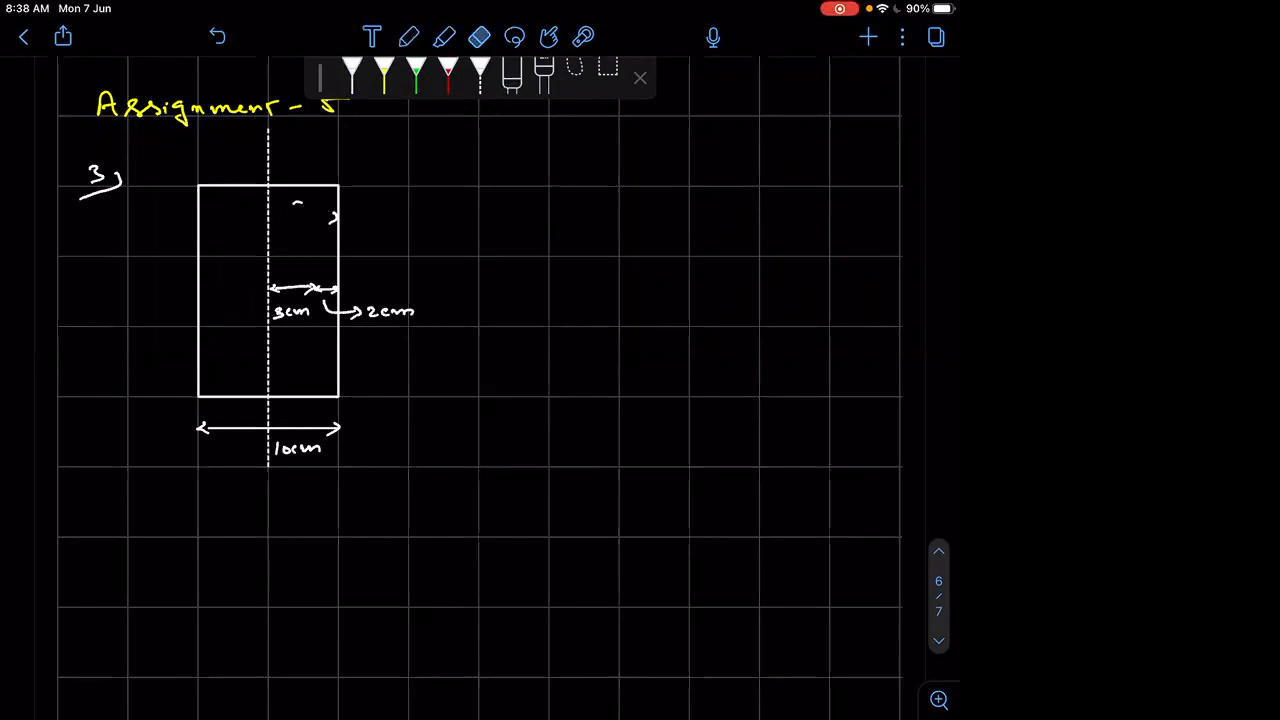 8:38 AM Mon 7 Jun
90%
Assignment - 5
3)
3cm
2cm
10cm
6
/
7